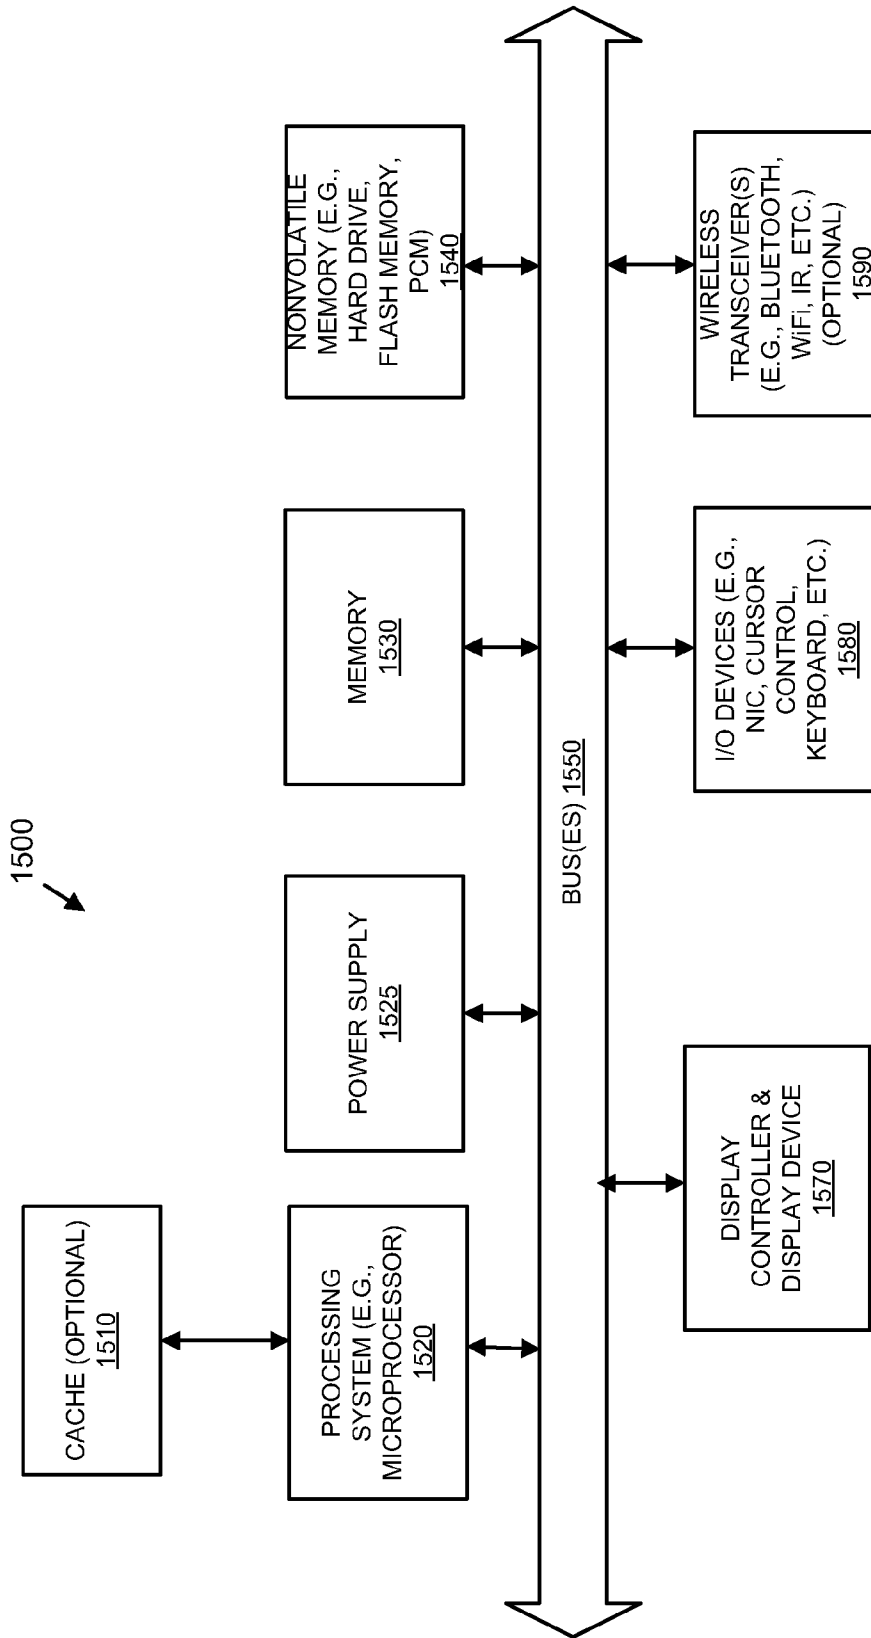 1500
CACHE (OPTIONAL)
1510
PROCESSING
SYSTEM (E.G.,
MICROPROCESSOR)
1520
POWER SUPPLY
1525
MEMORY
1530
NONVOLATILE
MEMORY (E.G.,
HARD DRIVE,
FLASH MEMORY,
PCM)
1540
BUS(ES) 1550
DISPLAY
CONTROLLER &
DISPLAY DEVICE
1570
I/O DEVICES (E.G.,
NIC, CURSOR
CONTROL,
KEYBOARD, ETC.)
1580
WIRELESS
TRANSCEIVER(S)
(E.G., BLUETOOTH,
WiFi, IR, ETC.)
(OPTIONAL)
1590